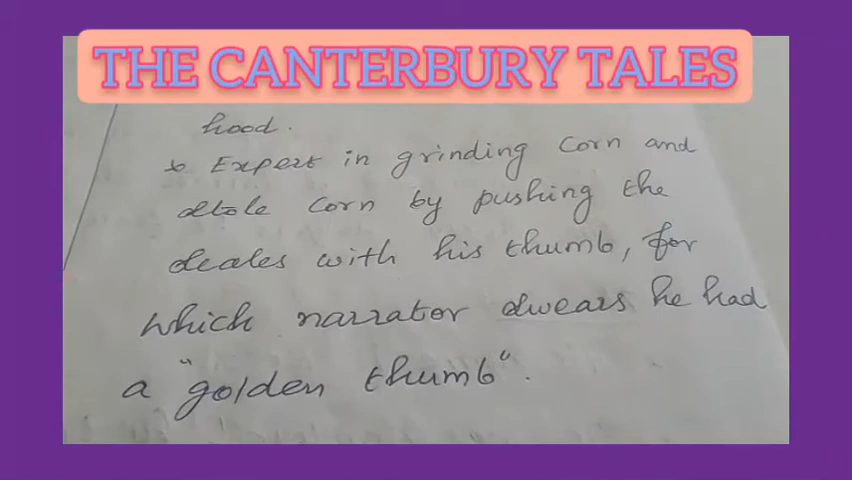 THE CANTERBURY TALES
hood.
* Expert in grinding corn and
stole corn by pushing the
scales with his thumb, for
which narrator swears he had
a "golden thumb".